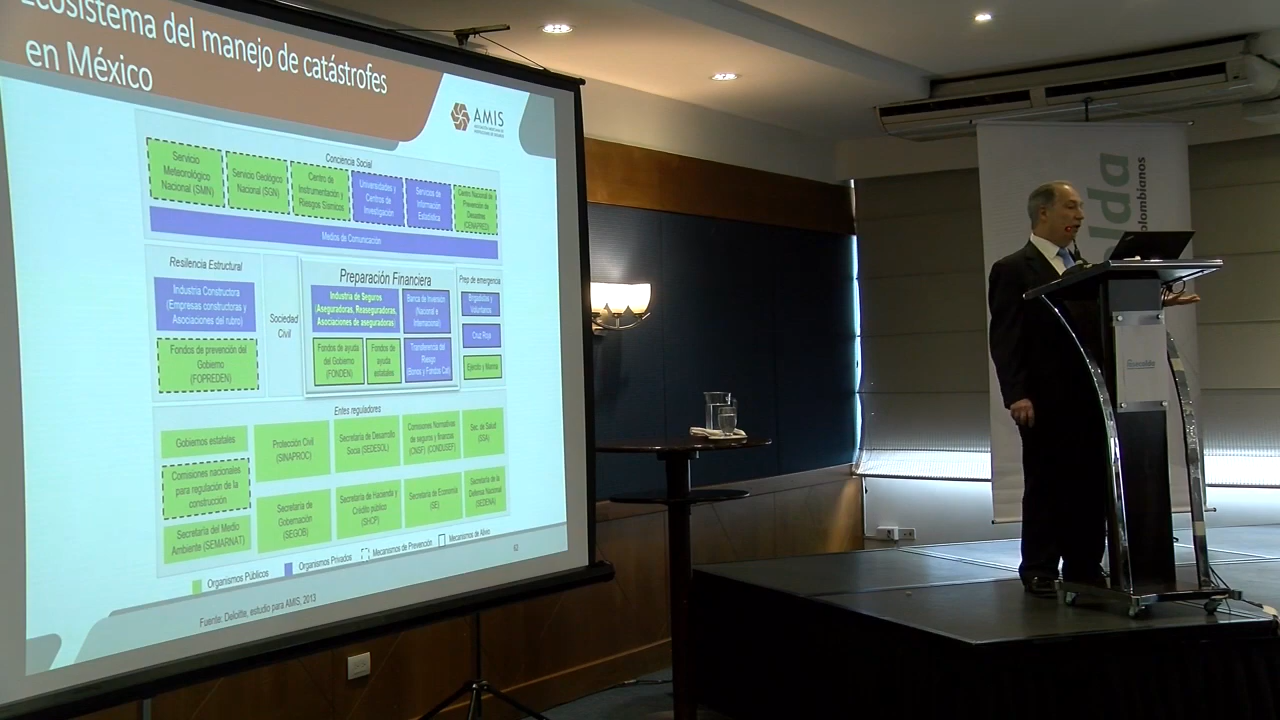 Ecosistema del manejo de catástrofes
en México
AMIS
Conciencia Social
Servicio
Meteorológico
Nacional (SMN)
Servicio Geológico
Nacional (SGN)
Centro de
Instrumentación y
Riesgos Sísmicos
Universidades y
Centros de
Investigación
Servicios de
Información
Estadística
Centro Nacional de
Prevención de
Desastres
(CENAPRED)
Medios de Comunicación
Resilencia Estructural
Industria Constructora
(Empresas constructoras y
Asociaciones del rubro)
Fondos de prevención del
Gobierno
(FOPREDEN)
Sociedad
Civil
Preparación Financiera
Industria de Seguros
(Aseguradoras, Reaseguradoras,
Asociaciones de aseguradoras)
Banca de Inversión
(Nacional e
Internacional)
Fondos de ayuda
del Gobierno
(FONDEN)
Fondos de
ayuda
estatales
Transferencia del
Riesgo
(Bonos y Fondos Cat)
Prep de emergencia
Brigadistas y
Voluntarios
Cruz Roja
Ejército y Marina
Entes reguladores
Gobiernos estatales
Protección Civil
(SINAPROC)
Secretaría de Desarrollo
Social (SEDESOL)
Comisiones Normativas
de seguros y finanzas
(CNSF) (CONDUSEF)
Sec. de Salud
(SSA)
Comisiones nacionales
para regulación de la
construcción
Secretaría del Medio
Ambiente (SEMARNAT)
Secretaría de
Gobernación
(SEGOB)
Secretaría de Hacienda y
Crédito público
(SHCP)
Secretaría de Economía
(SE)
Secretaría de la
Defensa Nacional
(SEDENA)
Organismos Públicos
Organismos Privados
Mecanismos de Prevención
Mecanismos de Alivio
62
Fuente: Deloitte, estudio para AMIS, 2013
lda
olombianos